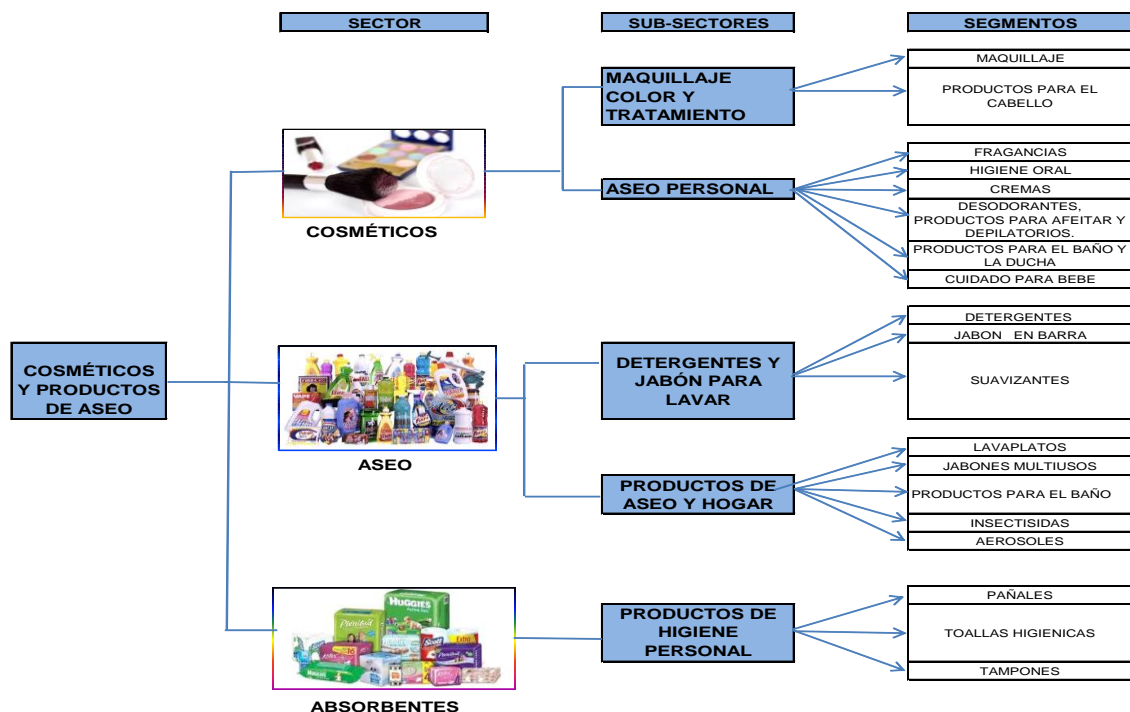 SECTOR
SUB-SECTORES
SEGMENTOS
MAQUILLAJE
COLOR Y
TRATAMIENTO
MAQUILLAJE
PRODUCTOS PARA EL
CABELLO
COSMÉTICOS
ASEO PERSONAL
FRAGANCIAS
HIGIENE ORAL
CREMAS
DESODORANTES,
PRODUCTOS PARA AFEITAR Y
DEPILATORIOS.
PRODUCTOS PARA EL BAÑO Y
LA DUCHA
CUIDADO PARA BEBE
COSMÉTICOS
Y PRODUCTOS
DE ASEO
ASEO
DETERGENTES Y
JABÓN PARA
LAVAR
DETERGENTES
JABON EN BARRA
SUAVIZANTES
PRODUCTOS DE
ASEO Y HOGAR
LAVAPLATOS
JABONES MULTIUSOS
PRODUCTOS PARA EL BAÑO
INSECTISIDAS
AEROSOLES
HUGGIES
Plenitud
Scott
ABSORBENTES
PRODUCTOS DE
HIGIENE
PERSONAL
PAÑALES
TOALLAS HIGIENICAS
TAMPONES